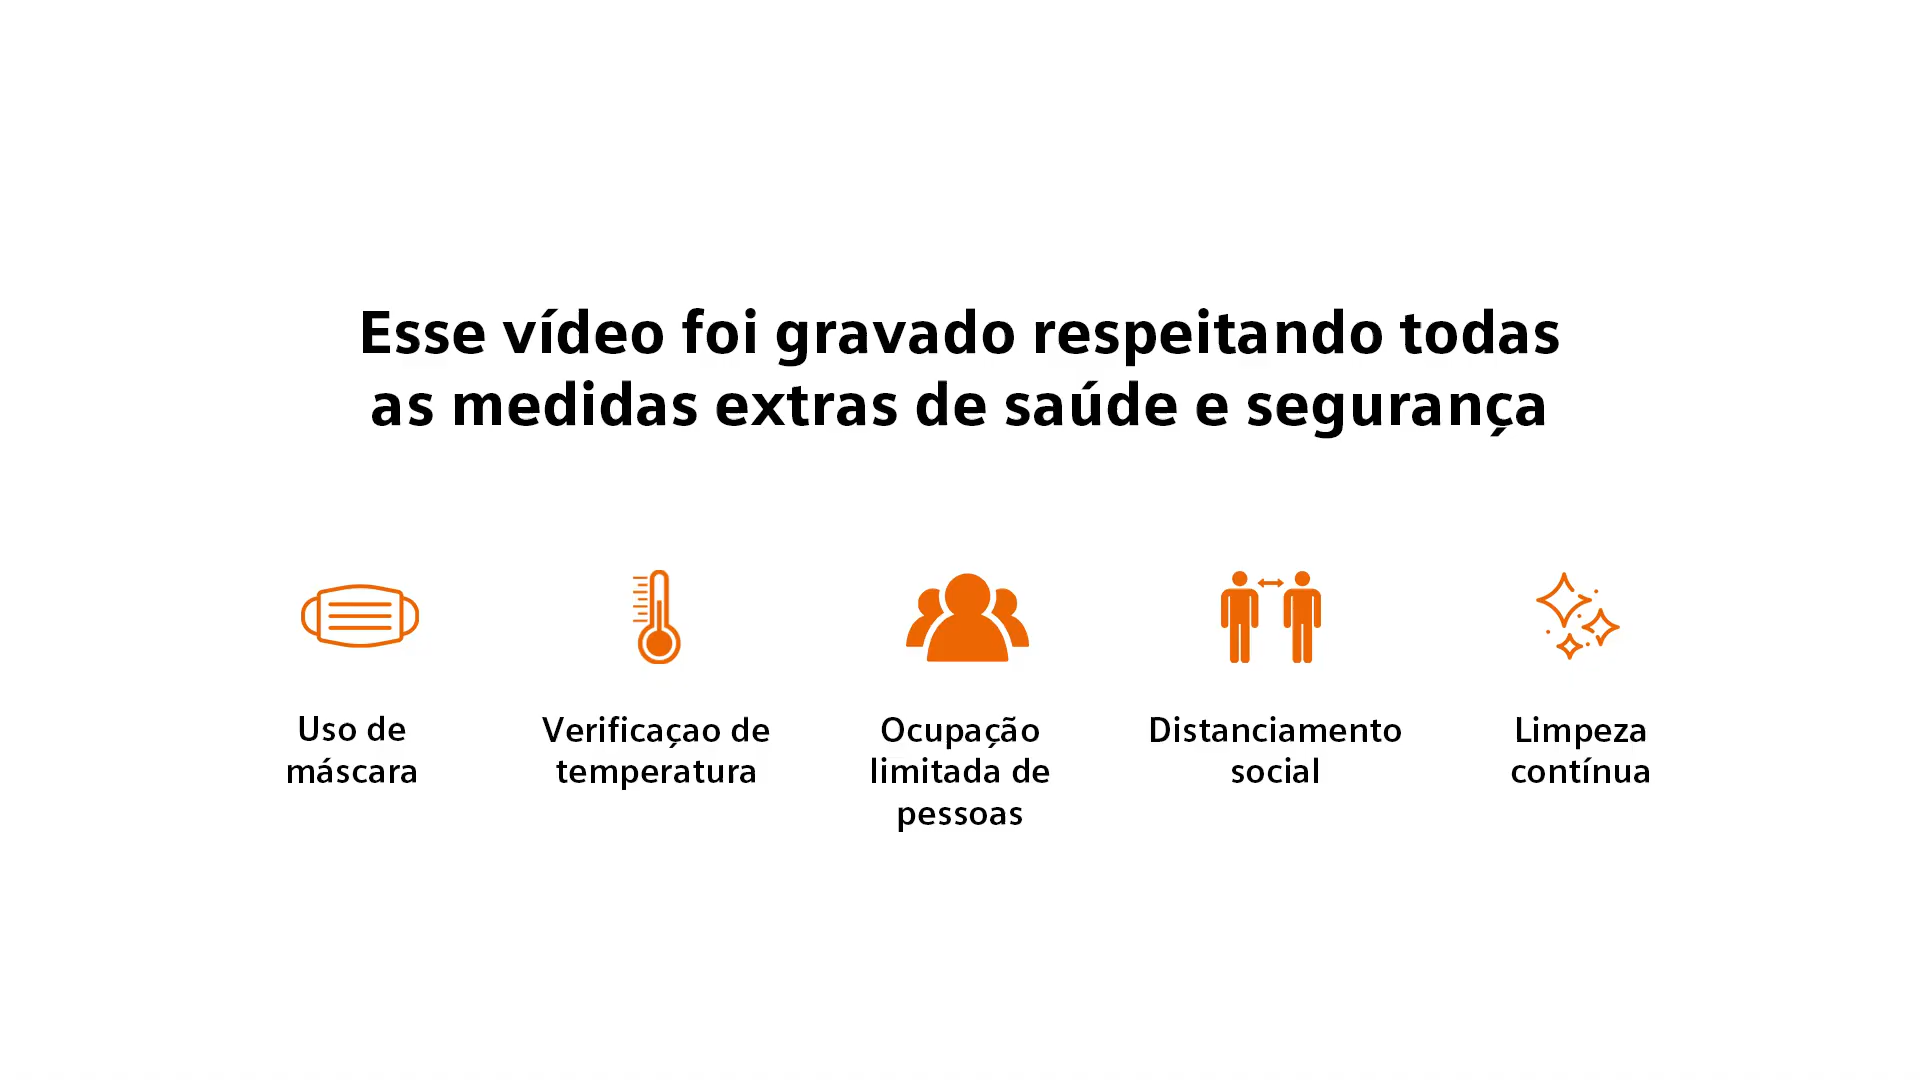 Esse vídeo foi gravado respeitando todas
as medidas extras de saúde e segurança
Uso de
máscara
Verificaçao de
temperatura
Ocupação
limitada de
pessoas
Distanciamento
social
Limpeza
contínua